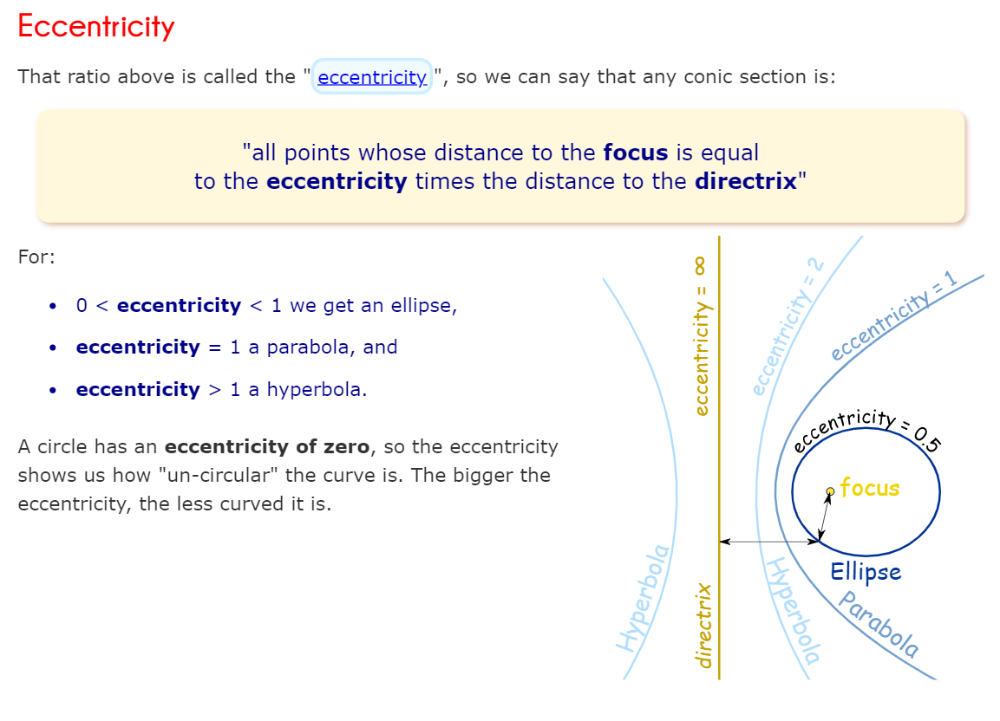 Eccentricity
That ratio above is called the "eccentricity", so we can say that any conic section is:
"all points whose distance to the focus is equal
to the eccentricity times the distance to the directrix"
For:
• 0 < eccentricity < 1 we get an ellipse,
• eccentricity = 1 a parabola, and
• eccentricity > 1 a hyperbola.
A circle has an eccentricity of zero, so the eccentricity
shows us how "un-circular" the curve is. The bigger the
eccentricity, the less curved it is.
eccentricity = ∞
eccentricity = 2
eccentricity = 1
eccentricity = 0.5
focus
Ellipse
Hyperbola
directrix
Hyperbola
Parabola